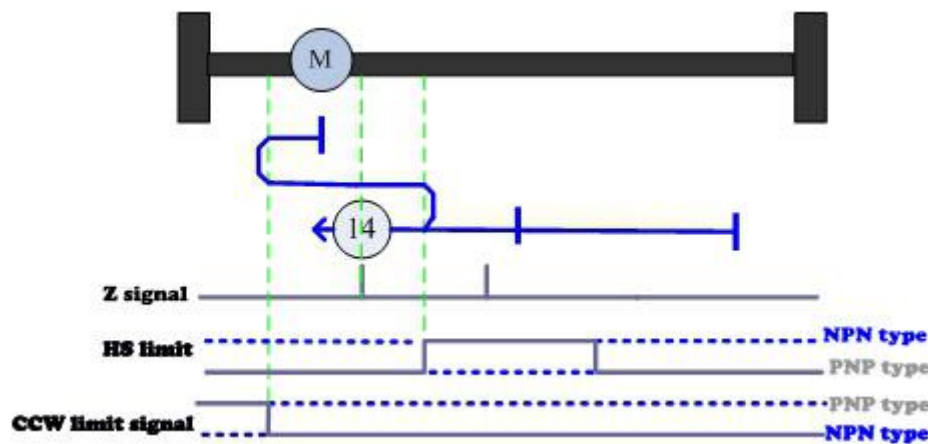 M
14
Z signal
HS limit
NPN type
PNP type
CCW limit signal
PNP type
NPN type